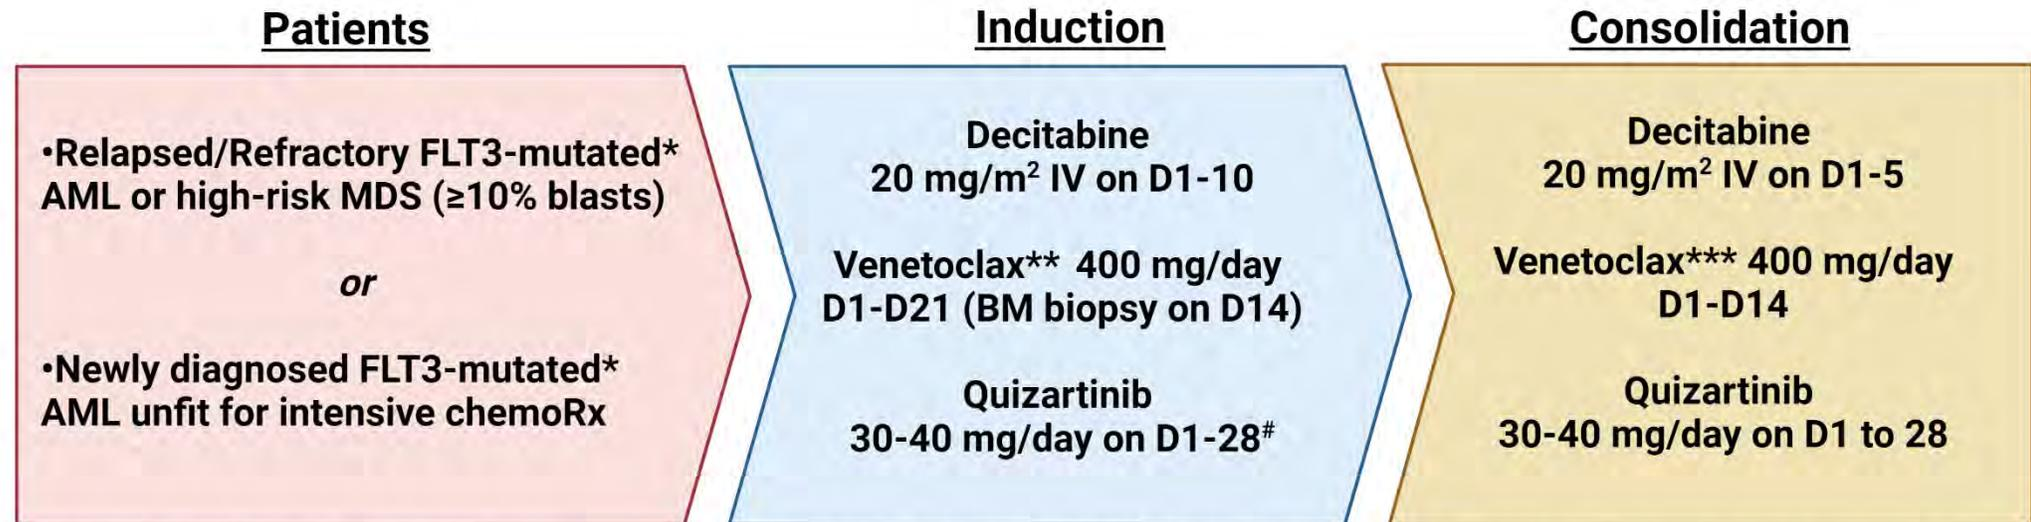 Patients
•Relapsed/Refractory FLT3-mutated*
AML or high-risk MDS (≥10% blasts)
or
•Newly diagnosed FLT3-mutated*
AML unfit for intensive chemoRx
Induction
Decitabine
20 mg/m² IV on D1-10
Venetoclax** 400 mg/day
D1-D21 (BM biopsy on D14)
Quizartinib
30-40 mg/day on D1-28#
Consolidation
Decitabine
20 mg/m² IV on D1-5
Venetoclax*** 400 mg/day
D1-D14
Quizartinib
30-40 mg/day on D1 to 28